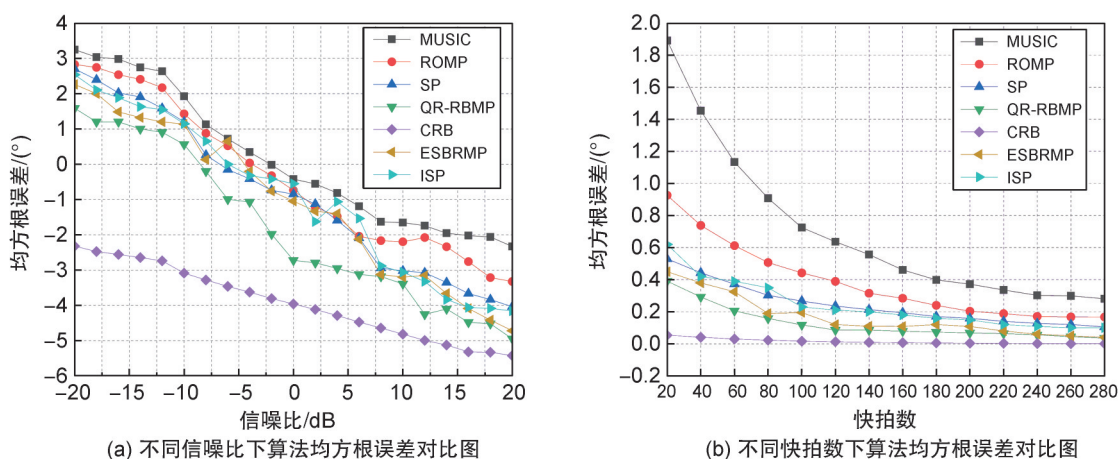 4
3
2
1
0
−1
−2
−3
−4
−5
−6
均方根误差/(°)
−20 −15 −10 −5 0 5 10 15 20
信噪比/dB
MUSIC
ROMP
SP
QR-RBMP
CRB
ESBRMP
ISP
(a) 不同信噪比下算法均方根误差对比图
2.0
1.8
1.6
1.4
1.2
1.0
0.8
0.6
0.4
0.2
0.0
−0.2
均方根误差/(°)
20 40 60 80 100 120 140 160 180 200 220 240 260 280
快拍数
MUSIC
ROMP
SP
QR-RBMP
CRB
ESBRMP
ISP
(b) 不同快拍数下算法均方根误差对比图